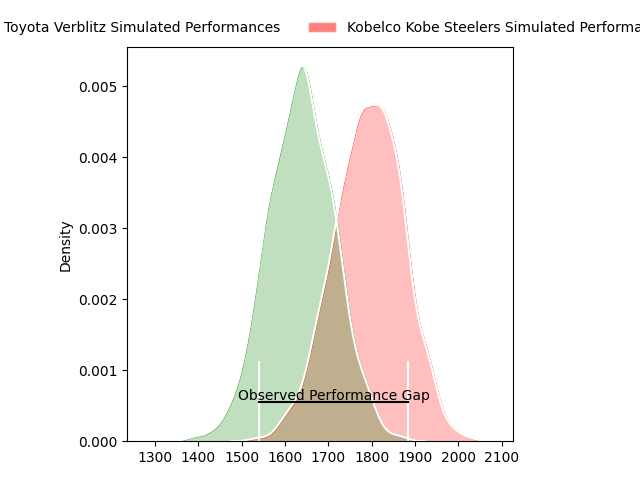 Toyota Verblitz Simulated Performances
Kobelco Kobe Steelers Simulated
Density
0.005
0.004
0.003
0.002
0.001
0.000
Observed Performance Gap
1300 1400 1500 1600 1700 1800 1900 2000 2100